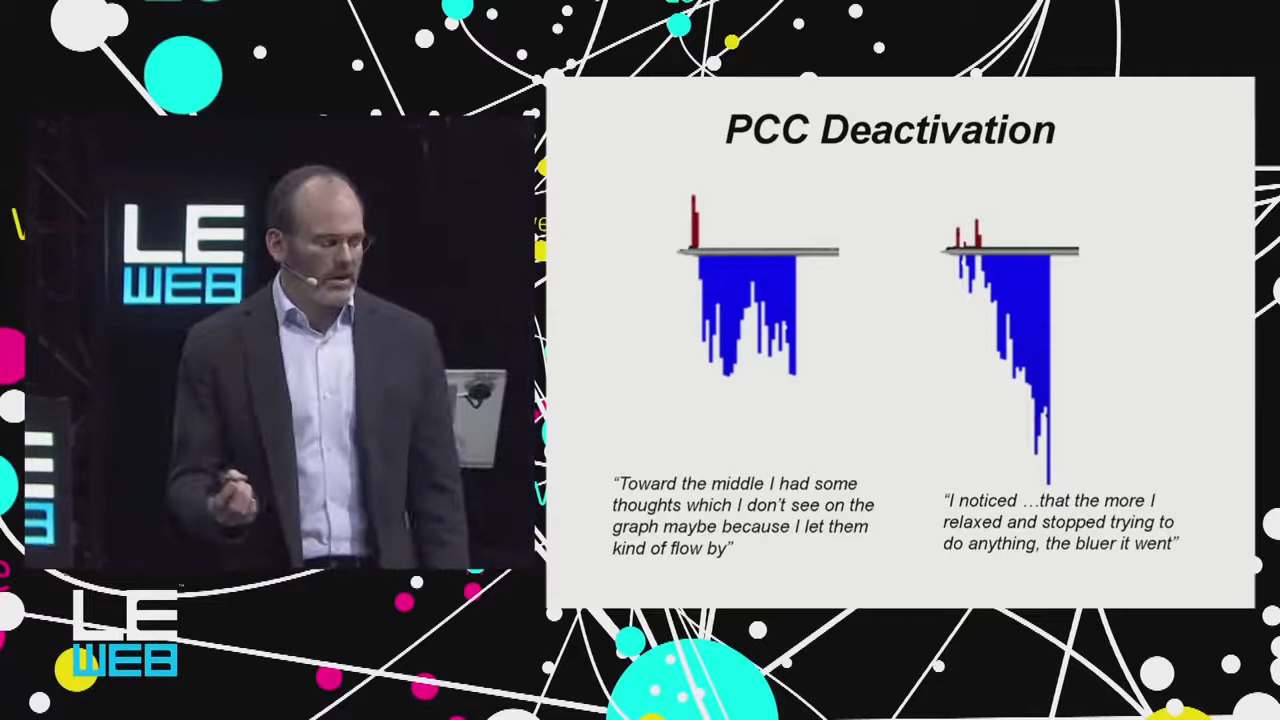 LE
WEB
LE
WEB
PCC Deactivation
“Toward the middle I had some
thoughts which I don't see on the
graph maybe because I let them
kind of flow by”
“I noticed …that the more I
relaxed and stopped trying to
do anything, the bluer it went”